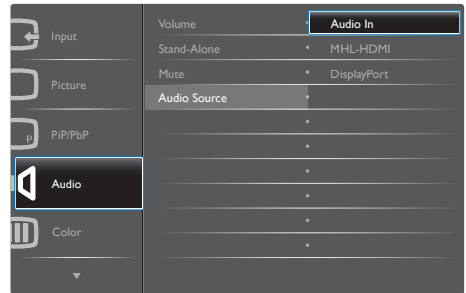 Input
Picture
PiP/PbP
P
Audio
Color
Volume
Stand-Alone
Mute
Audio Source
Audio In
MHL-HDMI
DisplayPort